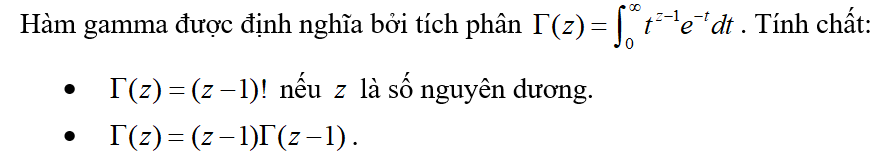 Hàm gamma được định nghĩa bởi tích phân Γ(z) = ∫₀^∞ t^{z−1}e^{−t}dt . Tính chất:
• Γ(z) = (z−1)! nếu z là số nguyên dương.
• Γ(z) = (z−1)Γ(z−1) .